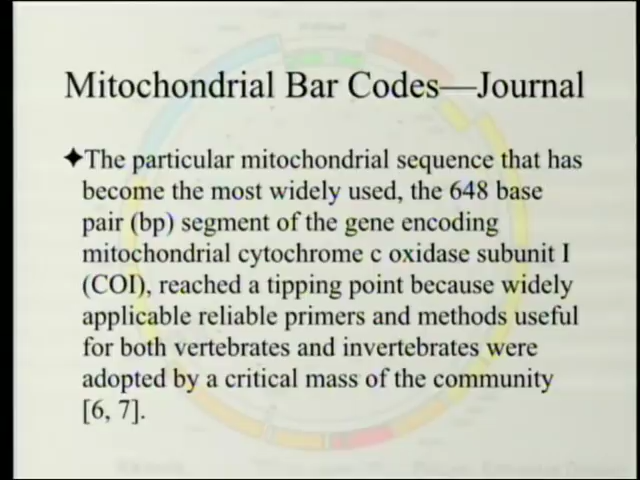 Mitochondrial Bar Codes—Journal
✦The particular mitochondrial sequence that has
become the most widely used, the 648 base
pair (bp) segment of the gene encoding
mitochondrial cytochrome c oxidase subunit I
(COI), reached a tipping point because widely
applicable reliable primers and methods useful
for both vertebrates and invertebrates were
adopted by a critical mass of the community
[6, 7].